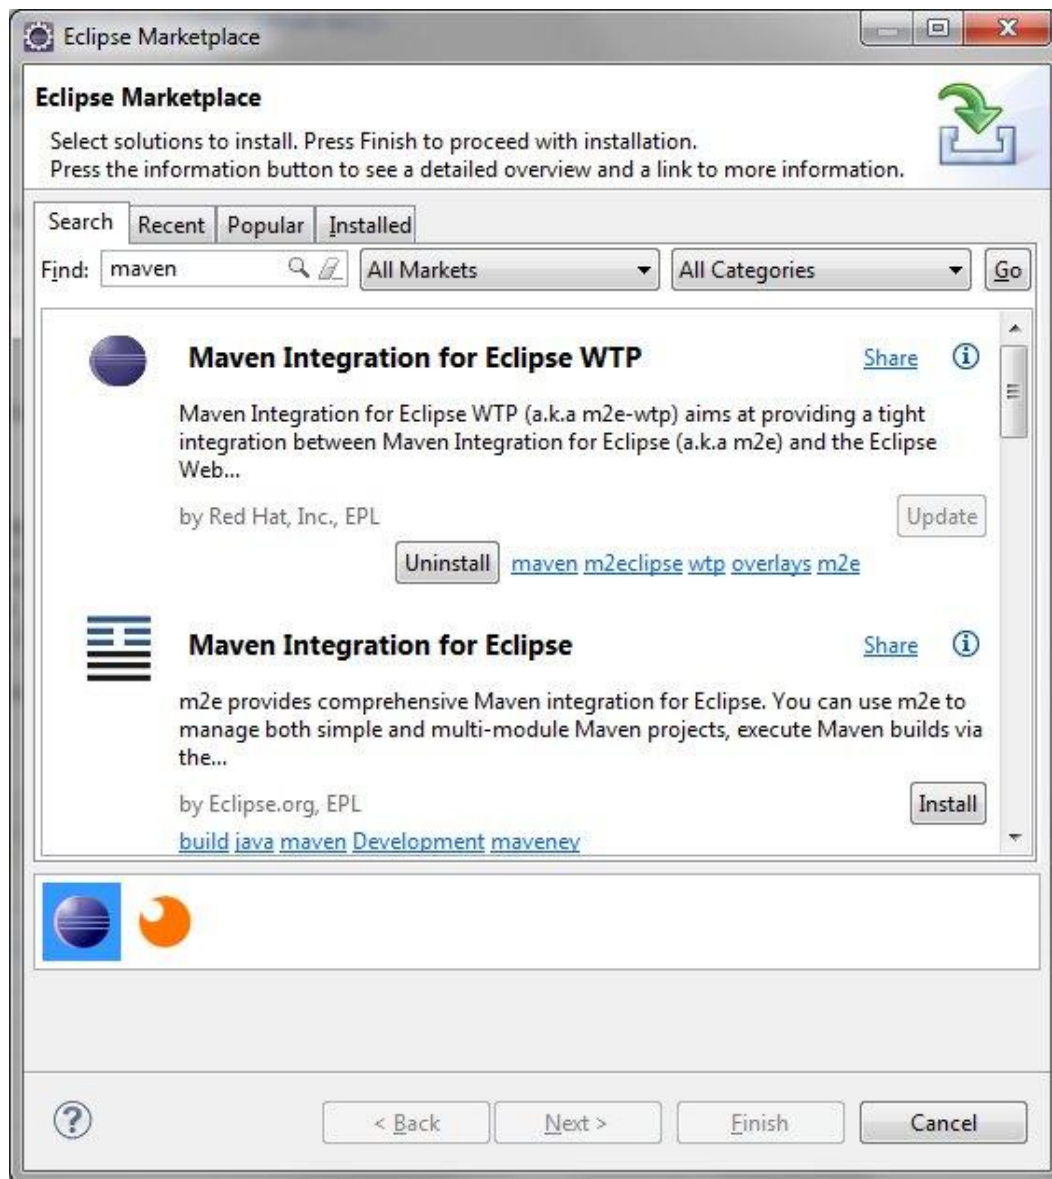 Eclipse Marketplace
Eclipse Marketplace
Select solutions to install. Press Finish to proceed with installation.
Press the information button to see a detailed overview and a link to more information.
Search Recent Popular Installed
Find: maven All Markets All Categories Go
Maven Integration for Eclipse WTP Share
Maven Integration for Eclipse WTP (a.k.a m2e-wtp) aims at providing a tight
integration between Maven Integration for Eclipse (a.k.a m2e) and the Eclipse
Web...
by Red Hat, Inc., EPL Update
Uninstall maven m2eclipse wtp overlays m2e
Maven Integration for Eclipse Share
m2e provides comprehensive Maven integration for Eclipse. You can use m2e to
manage both simple and multi-module Maven projects, execute Maven builds via
the...
by Eclipse.org, EPL Install
build java maven Development maveney
< Back Next > Finish Cancel